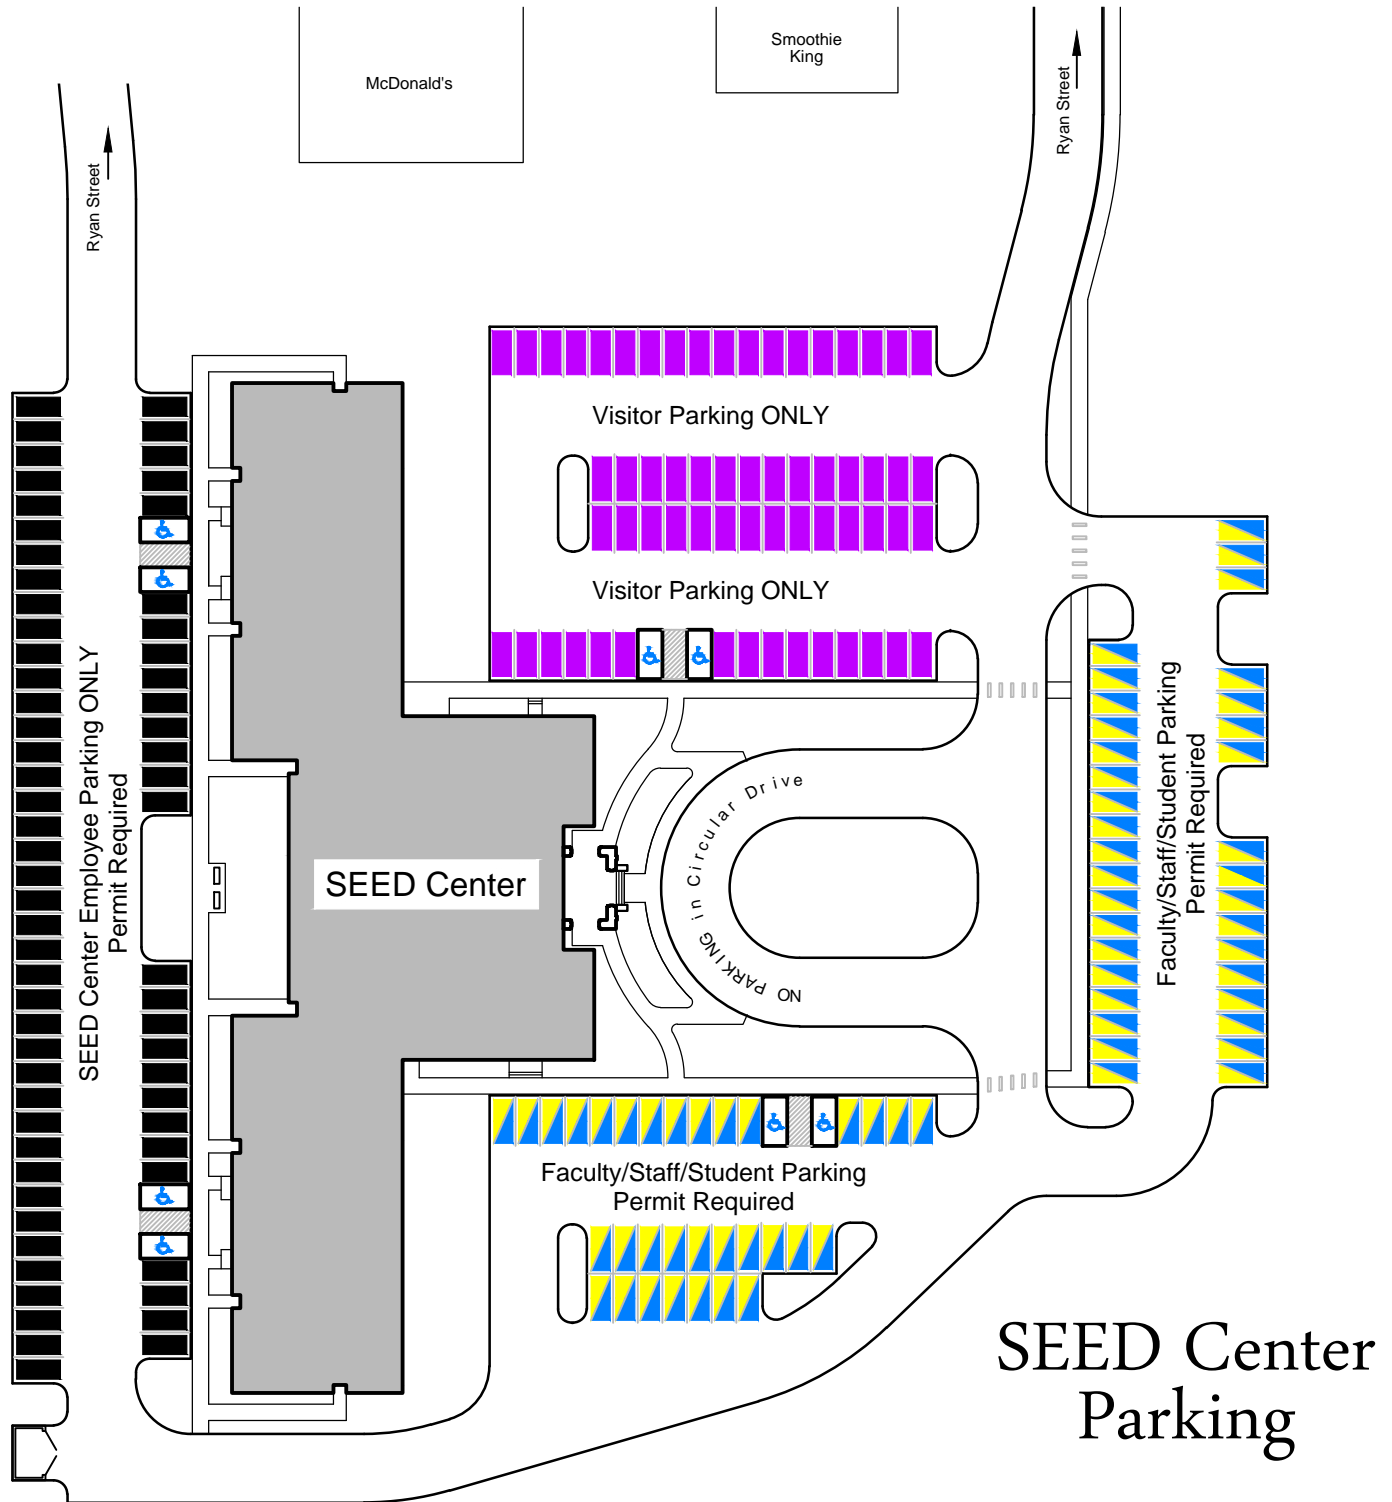 McDonald's
Smoothie
King
Ryan Street
Ryan Street
Visitor Parking ONLY
Visitor Parking ONLY
SEED Center Employee Parking ONLY
Permit Required
SEED Center
NO PARKING in Circular Drive
Faculty/Staff/Student Parking
Permit Required
Faculty/Staff/Student Parking
Permit Required
SEED Center
Parking